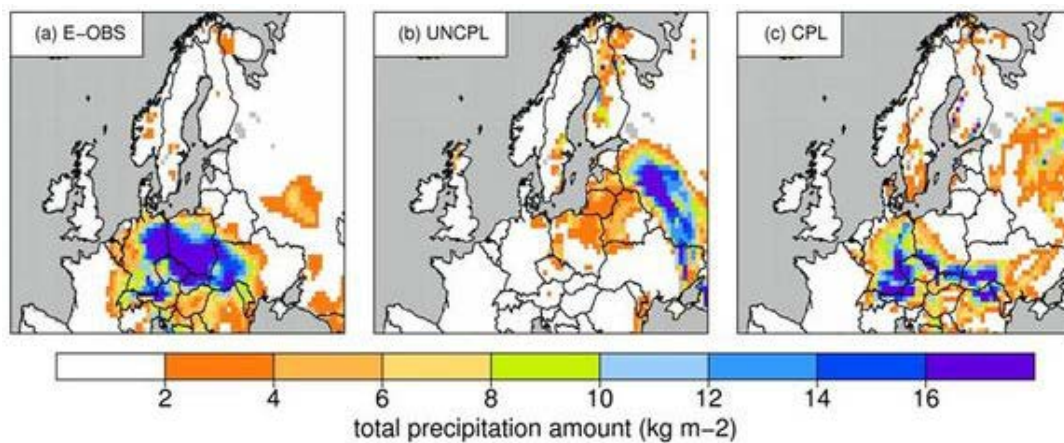 (a) E-OBS
(b) UNCPL
(c) CPL
2 4 6 8 10 12 14 16
total precipitation amount (kg m-2)